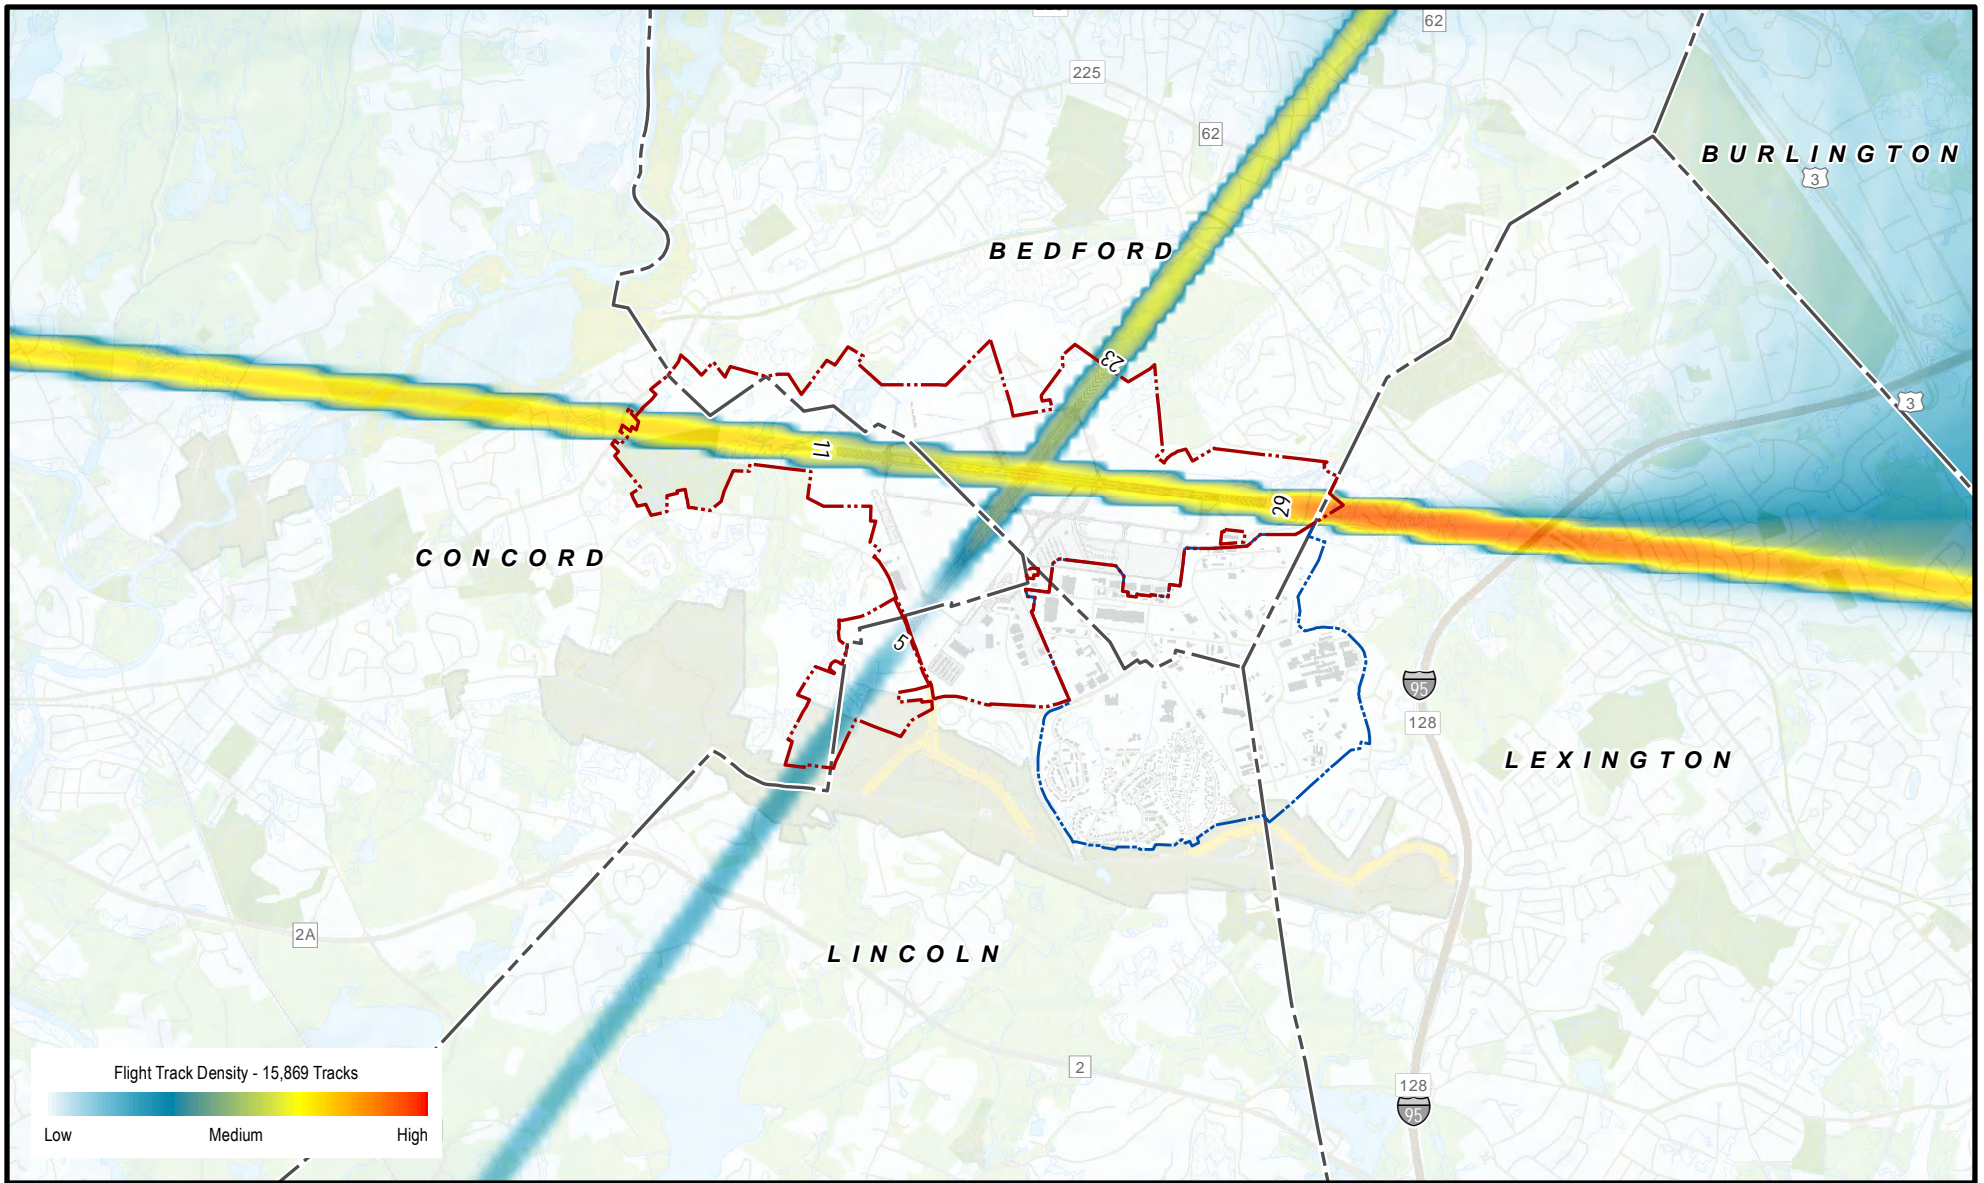 62
225
62
BURLINGTON
3
BEDFORD
23
3
11
29
CONCORD
5
95
128
LEXINGTON
2A
LINCOLN
2
Flight Track Density - 15,869 Tracks
Low Medium High
128
95